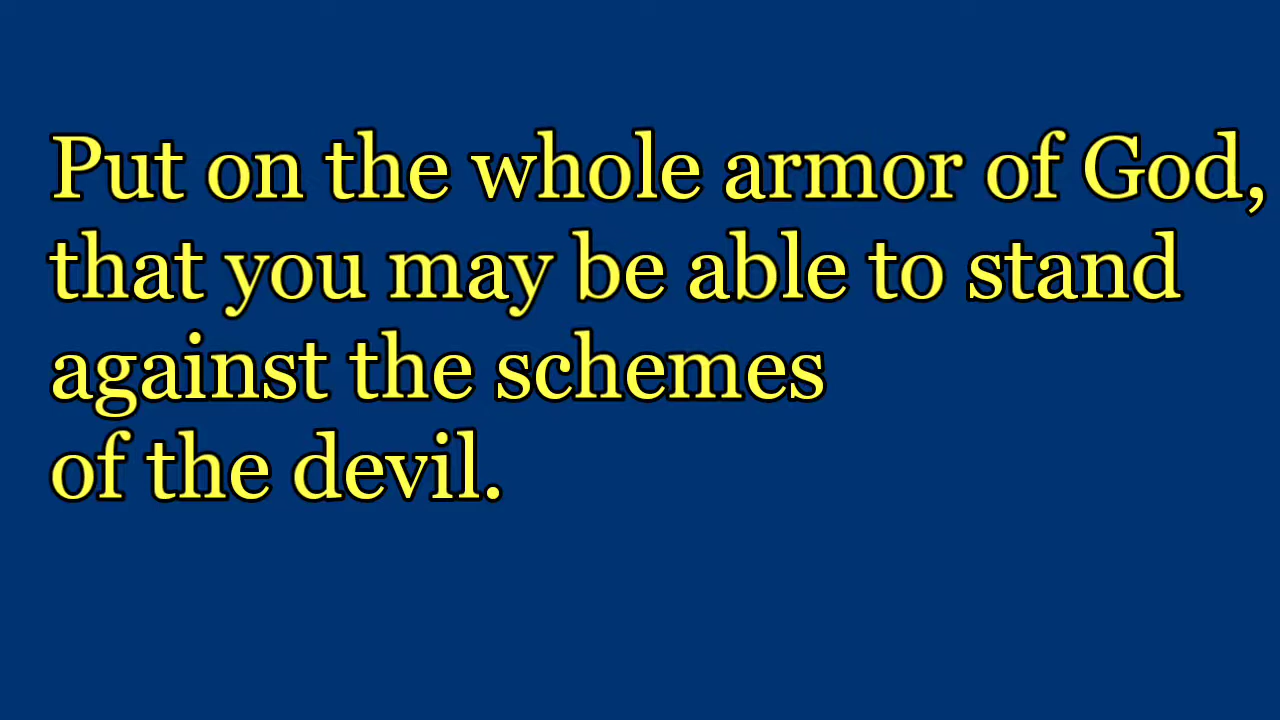 Put on the whole armor of God,
that you may be able to stand
against the schemes
of the devil.